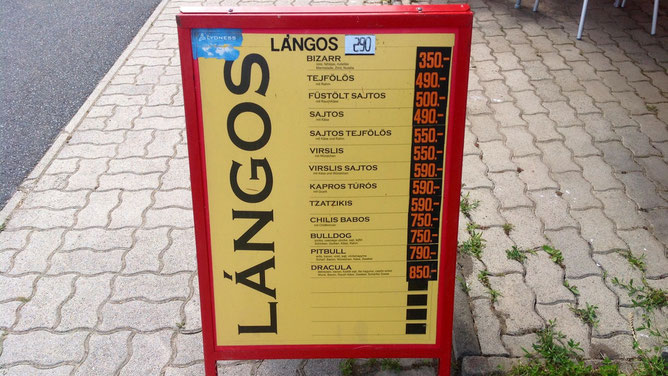 Lyoness
LÁNGOS
LÁNGOS 290
BIZARR 350.-
TEJFÖLÖS 490.-
FÜSTÖLT SAJTOS 500.-
SAJTOS 490.-
SAJTOS TEJFÖLÖS 550.-
VIRSLIS 550.-
VIRSLIS SAJTOS 590.-
KAPROS TÚRÓS 590.-
TZATZIKIS 590.-
CHILIS BABOS 750.-
BULLDOG 750.-
PITBULL 790.-
DRACULA 850.-